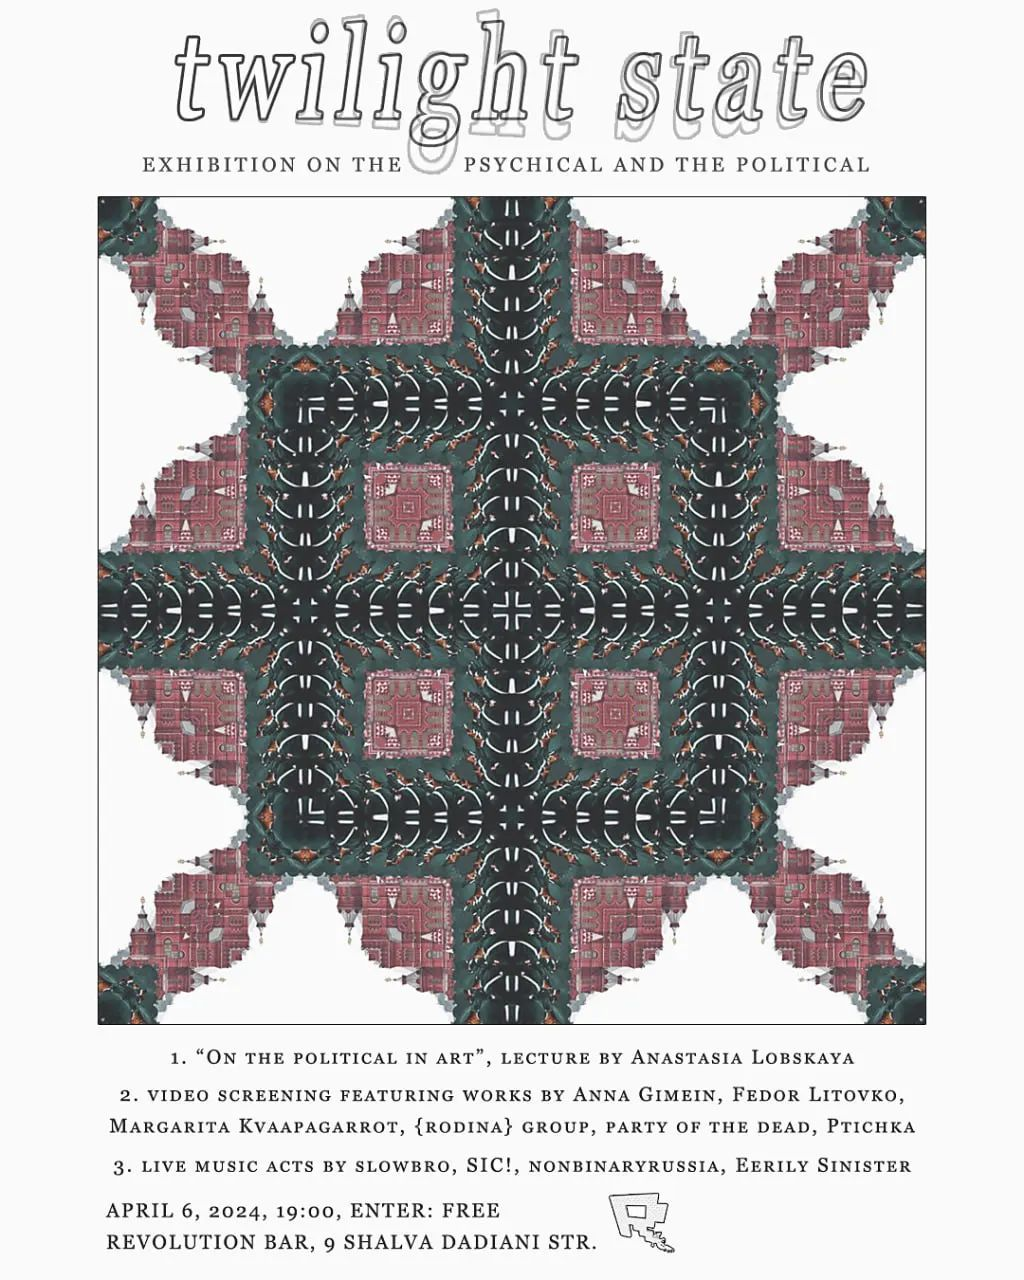 twilight state
EXHIBITION ON THE PSYCHICAL AND THE POLITICAL
1. “On the political in art”, lecture by Anastasia Lobskaya
2. video screening featuring works by Anna Gimein, Fedor Litovko,
Margarita Kvaapagarrot, {rodina} group, party of the dead, Ptichka
3. live music acts by slowbro, SIC!, nonbinaryrussia, Eerily Sinister
APRIL 6, 2024, 19:00, ENTER: FREE
REVOLUTION BAR, 9 SHALVA DADIANI STR.